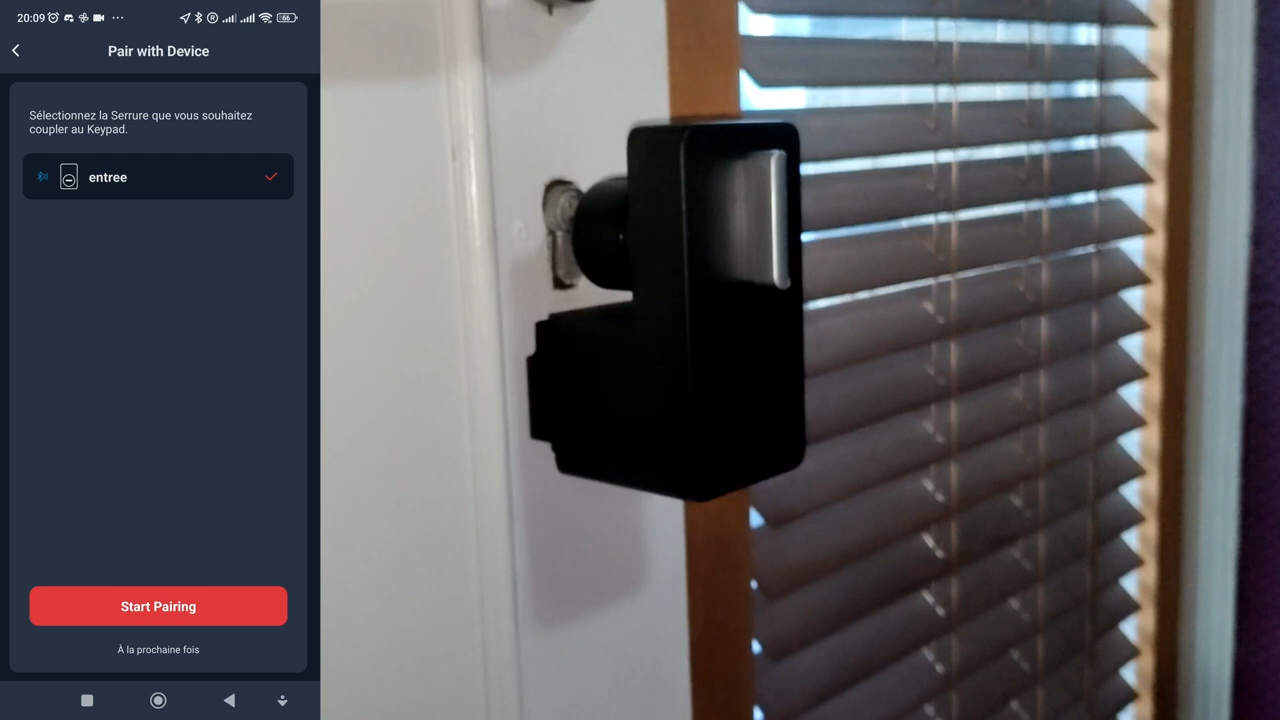 20:09 ··· ® 66
Pair with Device
Sélectionnez la Serrure que vous souhaitez
coupler au Keypad.
entree
Start Pairing
À la prochaine fois